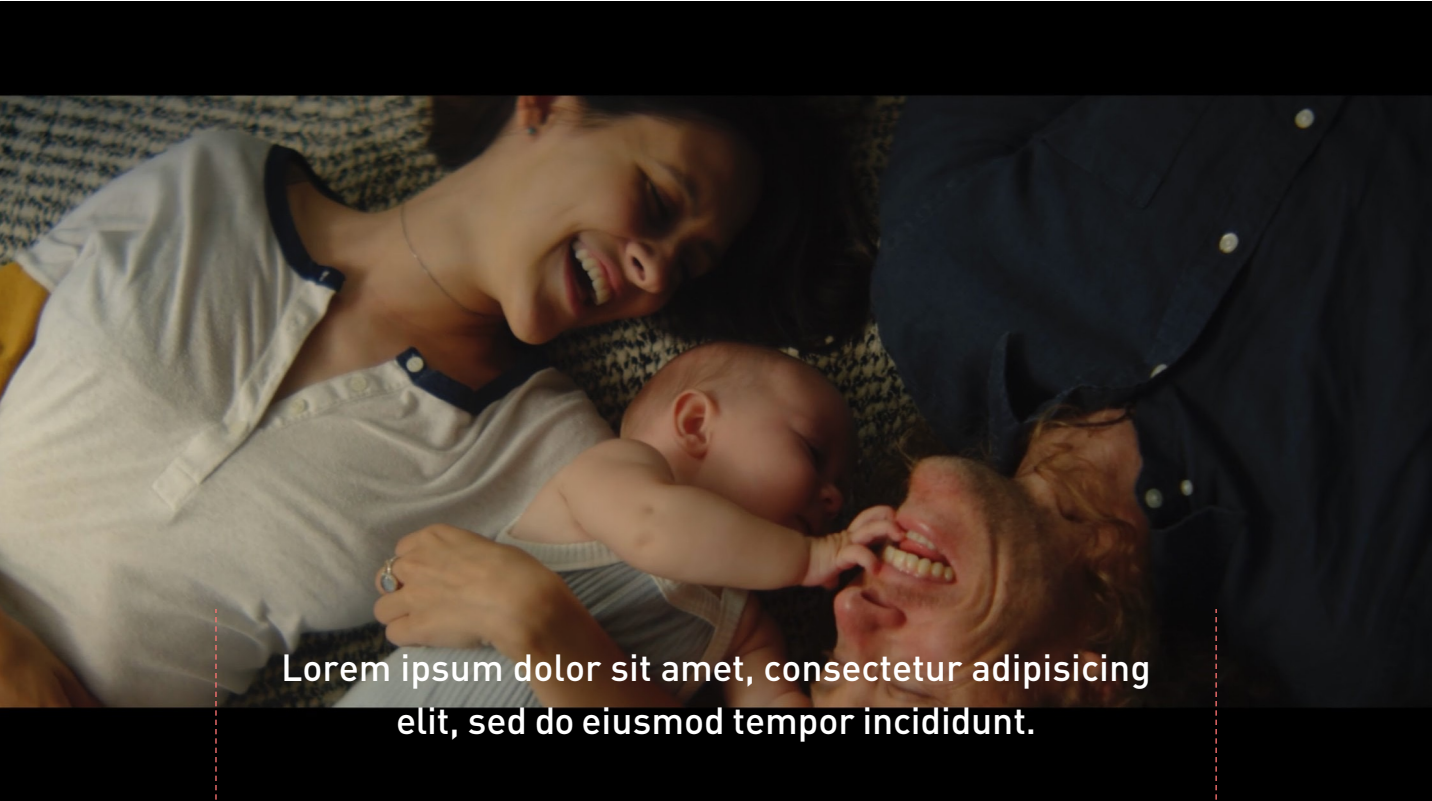 Lorem ipsum dolor sit amet, consectetur adipisicing
elit, sed do eiusmod tempor incididunt.